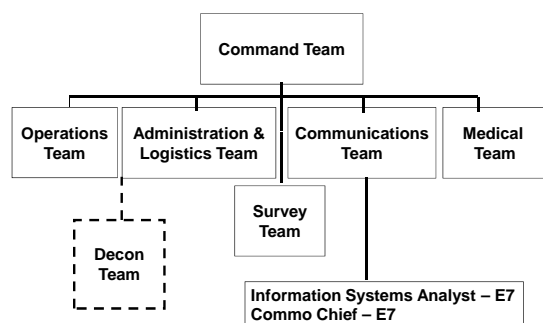 Command Team
Operations
Team
Administration &
Logistics Team
Communications
Team
Medical
Team
Survey
Team
Decon
Team
Information Systems Analyst – E7
Commo Chief – E7